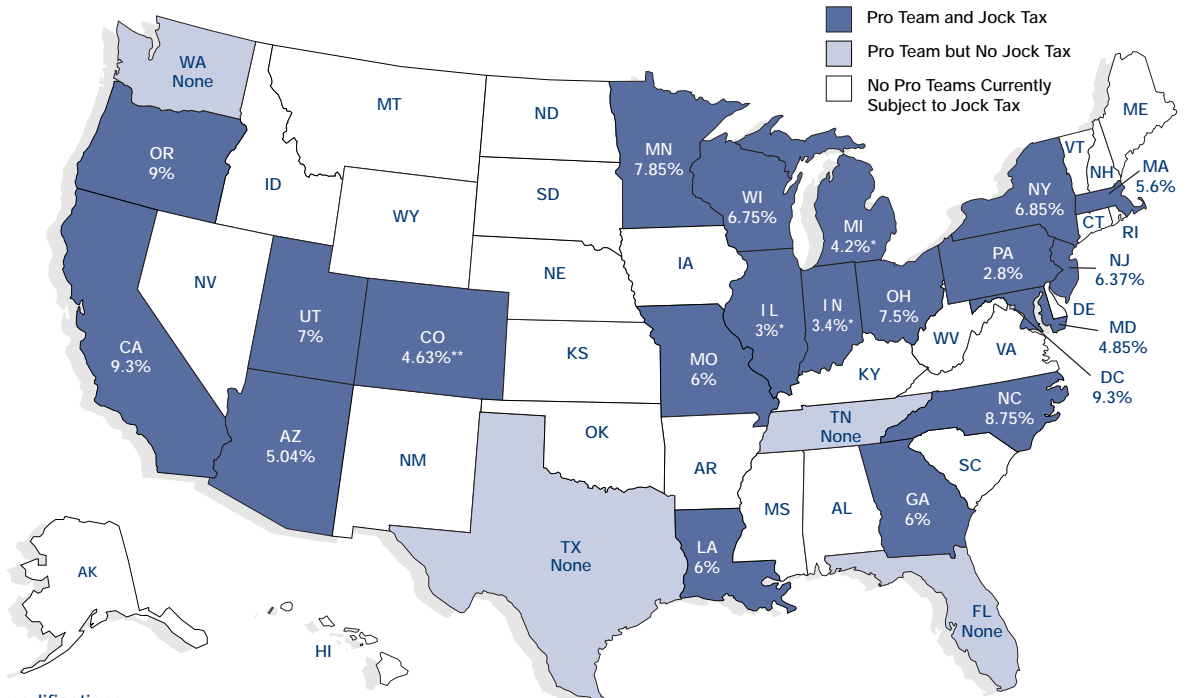 Pro Team and Jock Tax
Pro Team but No Jock Tax
No Pro Teams Currently
Subject to Jock Tax
WA
None
MT
ND
MN
7.85%
ME
OR
9%
ID
SD
WI
6.75%
VT
NH
MA
5.6%
NY
6.85%
WY
MI
4.2%*
CT
RI
NV
NE
IA
PA
2.8%
NJ
6.37%
UT
7%
CO
4.63%**
IL
3%*
IN
3.4%*
OH
7.5%
DE
MD
4.85%
CA
9.3%
KS
MO
6%
WV
VA
KY
DC
9.3%
AZ
5.04%
NM
OK
AR
TN
None
NC
8.75%
SC
TX
None
LA
6%
MS
AL
GA
6%
AK
HI
FL
None